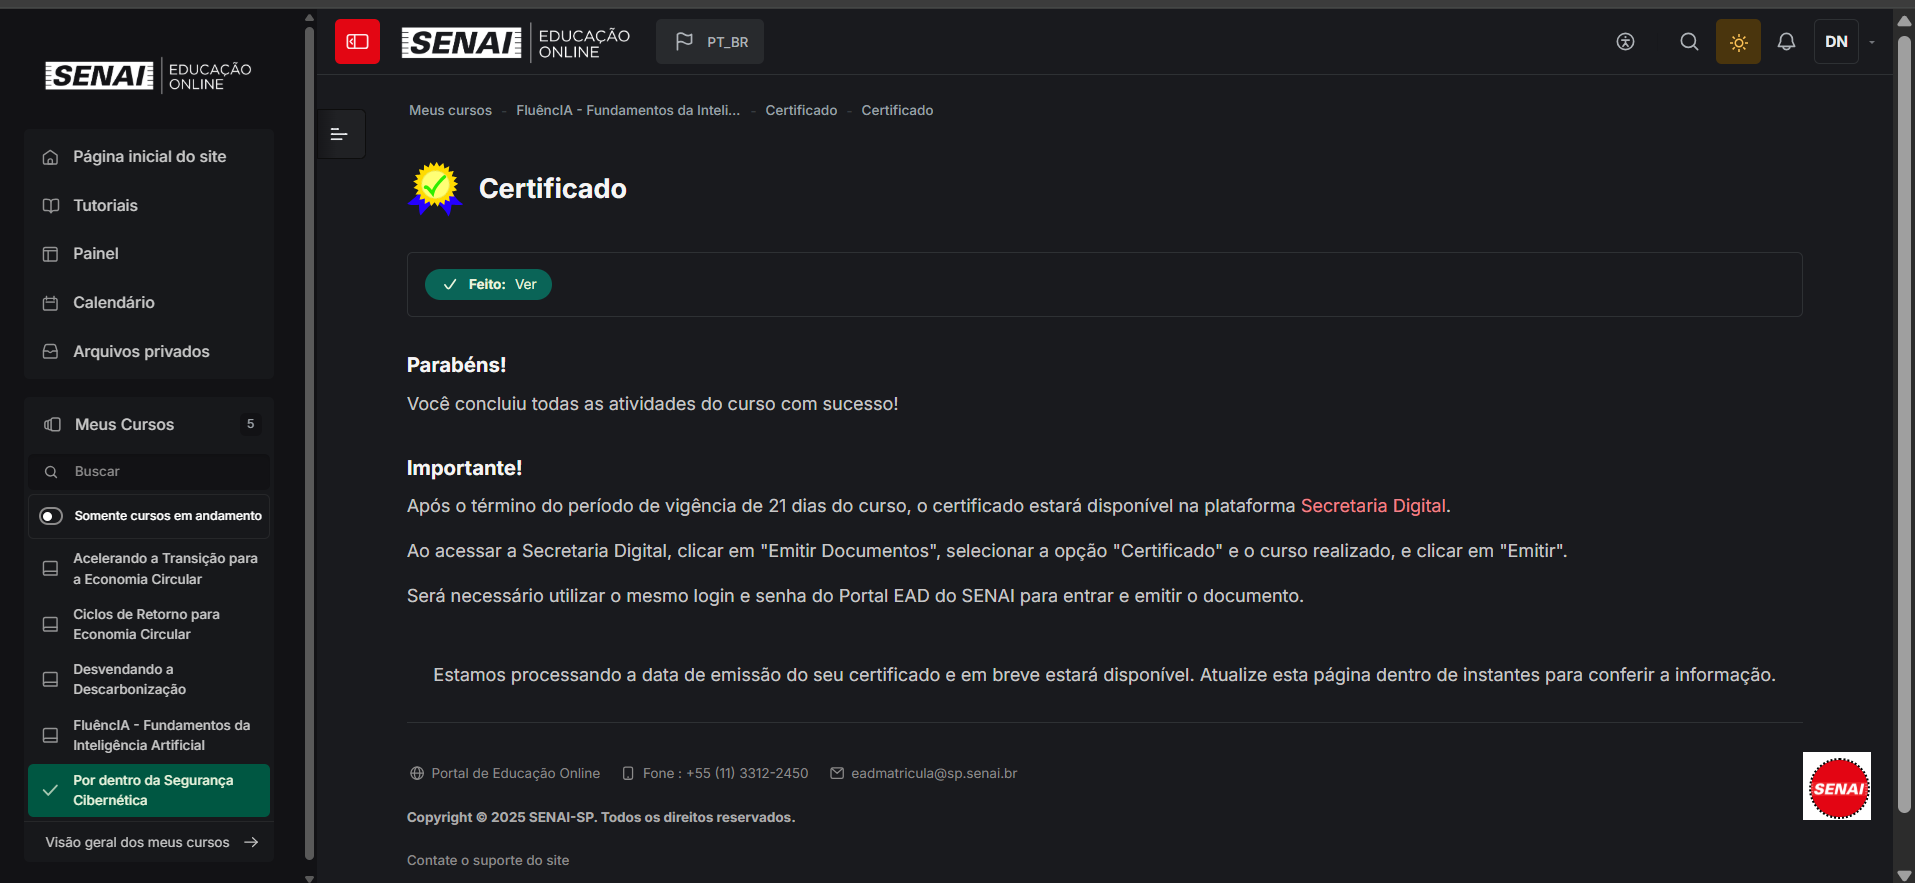 SENAI EDUCAÇÃO
ONLINE
Página inicial do site
Tutoriais
Painel
Calendário
Arquivos privados
Meus Cursos 5
Buscar
Somente cursos em andamento
Acelerando a Transição para
a Economia Circular
Ciclos de Retorno para
Economia Circular
Desvendando a
Descarbonização
FluêncIA - Fundamentos da
Inteligência Artificial
Por dentro da Segurança
Cibernética
Visão geral dos meus cursos
SENAI EDUCAÇÃO
ONLINE
PT_BR
DN
Meus cursos - FluêncIA - Fundamentos da Inteli... - Certificado - Certificado
Certificado
Feito: Ver
Parabéns!
Você concluiu todas as atividades do curso com sucesso!
Importante!
Após o término do período de vigência de 21 dias do curso, o certificado estará disponível na plataforma Secretaria Digital.
Ao acessar a Secretaria Digital, clicar em "Emitir Documentos", selecionar a opção "Certificado" e o curso realizado, e clicar em "Emitir".
Será necessário utilizar o mesmo login e senha do Portal EAD do SENAI para entrar e emitir o documento.
Estamos processando a data de emissão do seu certificado e em breve estará disponível. Atualize esta página dentro de instantes para conferir a informação.
Portal de Educação Online Fone : +55 (11) 3312-2450 eadmatricula@sp.senai.br
Copyright © 2025 SENAI-SP. Todos os direitos reservados.
Contate o suporte do site
SENAI